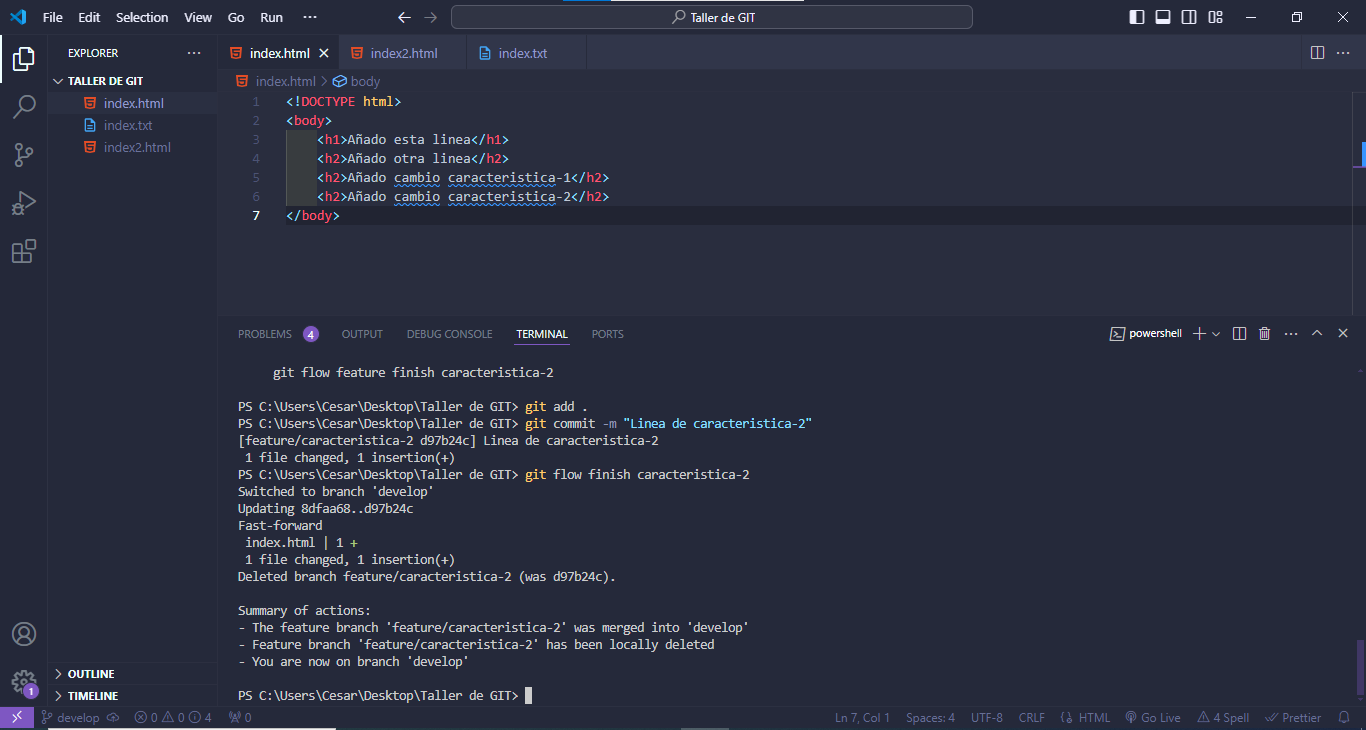 File Edit Selection View Go Run ··· Taller de GIT
EXPLORER ···
TALLER DE GIT
index.html
index.txt
index2.html
OUTLINE
TIMELINE
1
index.html index2.html index.txt
index.html > body
1 <!DOCTYPE html>
2 <body>
3 <h1>Añado esta linea</h1>
4 <h2>Añado otra linea</h2>
5 <h2>Añado cambio caracteristica-1</h2>
6 <h2>Añado cambio caracteristica-2</h2>
7 </body>
PROBLEMS 4 OUTPUT DEBUG CONSOLE TERMINAL PORTS powershell
git flow feature finish caracteristica-2
PS C:\Users\Cesar\Desktop\Taller de GIT> git add .
PS C:\Users\Cesar\Desktop\Taller de GIT> git commit -m "Linea de caracteristica-2"
[feature/caracteristica-2 d97b24c] Linea de caracteristica-2
1 file changed, 1 insertion(+)
PS C:\Users\Cesar\Desktop\Taller de GIT> git flow finish caracteristica-2
Switched to branch 'develop'
Updating 8dfaa68..d97b24c
Fast-forward
index.html | 1 +
1 file changed, 1 insertion(+)
Deleted branch feature/caracteristica-2 (was d97b24c).
Summary of actions:
- The feature branch 'feature/caracteristica-2' was merged into 'develop'
- Feature branch 'feature/caracteristica-2' has been locally deleted
- You are now on branch 'develop'
PS C:\Users\Cesar\Desktop\Taller de GIT>
develop 0 0 4 0 Ln 7, Col 1 Spaces: 4 UTF-8 CRLF HTML Go Live 4 Spell Prettier